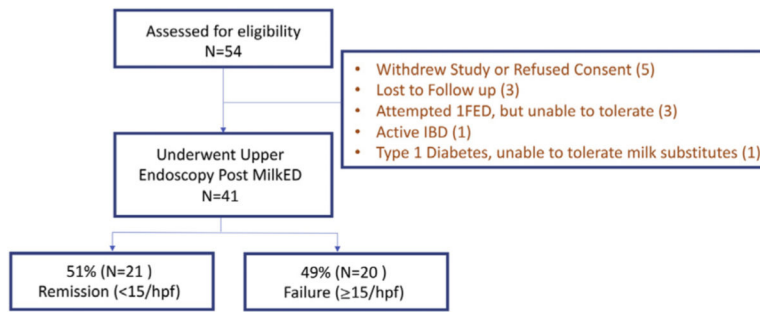 Assessed for eligibility
N=54
• Withdrew Study or Refused Consent (5)
• Lost to Follow up (3)
• Attempted 1FED, but unable to tolerate (3)
• Active IBD (1)
• Type 1 Diabetes, unable to tolerate milk substitutes (1)
Underwent Upper
Endoscopy Post MilkED
N=41
51% (N=21 )
Remission (<15/hpf)
49% (N=20 )
Failure (≥15/hpf)